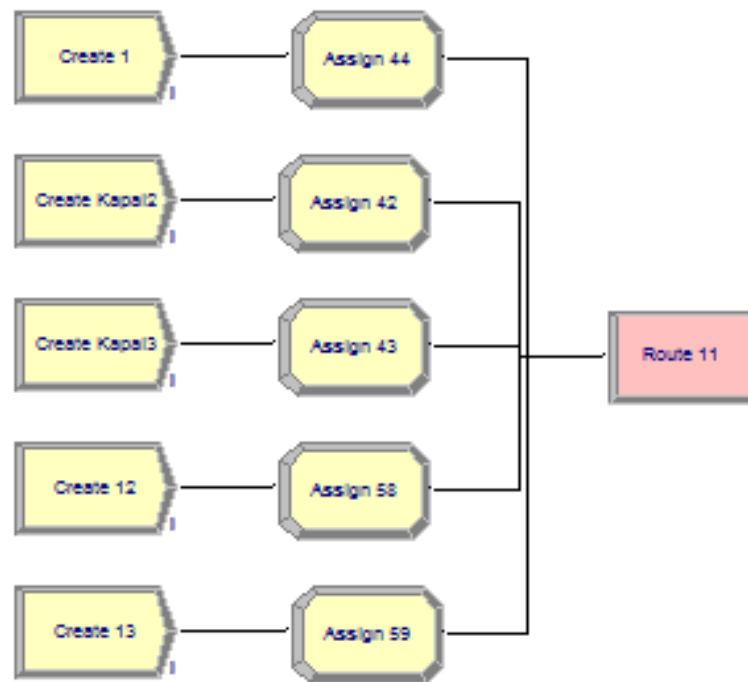 Create 1
Assign 44
Create Kapal2
Assign 42
Create Kapal3
Assign 43
Route 11
Create 12
Assign 58
Create 13
Assign 59